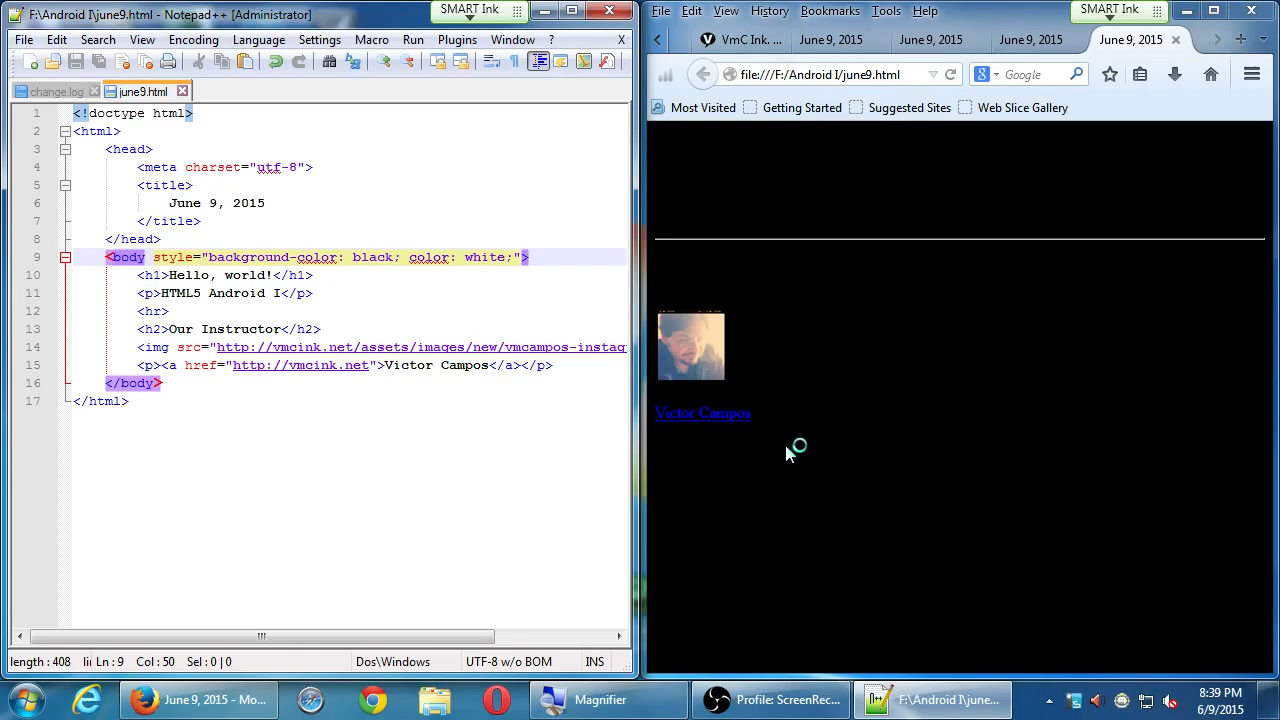 F:\Android I\june9.html - Notepad++ [Administrator]
SMART Ink
File Edit Search View Encoding Language Settings Macro Run Plugins Window ? X
change.log june9.html
1 <!doctype html>
2 <html>
3 <head>
4 <meta charset="utf-8">
5 <title>
6 June 9, 2015
7 </title>
8 </head>
9 <body style="background-color: black; color: white;">
10 <h1>Hello, world!</h1>
11 <p>HTML5 Android I</p>
12 <hr>
13 <h2>Our Instructor</h2>
14 <img src="http://vmcink.net/assets/images/new/vmcampos-instag
15 <p><a href="http://vmcink.net">Victor Campos</a></p>
16 </body>
17 </html>
length : 408 li Ln : 9 Col : 50 Sel : 0 | 0 Dos\Windows UTF-8 w/o BOM INS
File Edit View History Bookmarks Tools Help
SMART Ink
VmC Ink. ... June 9, 2015 June 9, 2015 June 9, 2015 June 9, 2015
file:///F:/Android I/june9.html
Google
Most Visited Getting Started Suggested Sites Web Slice Gallery
Victor Campos
June 9, 2015 - Mo... Magnifier Profile: ScreenRec... F:\Android I\june...
8:39 PM
6/9/2015